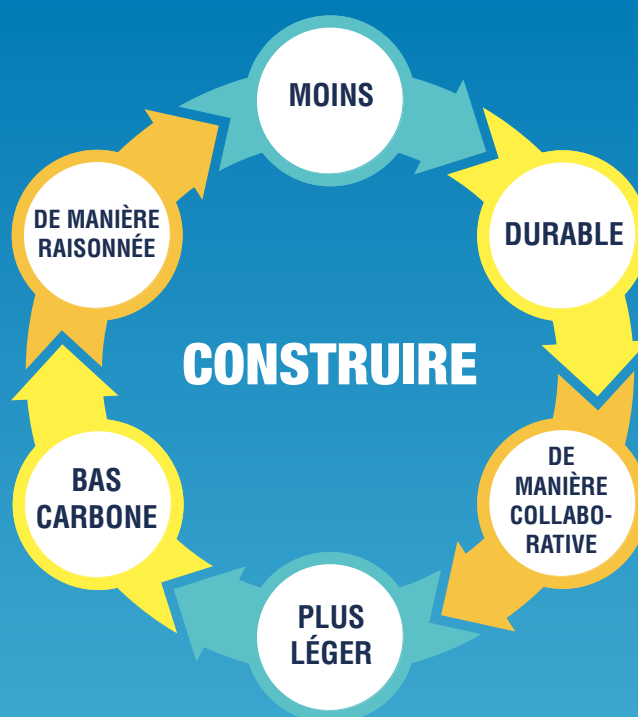 MOINS
DURABLE
DE
MANIÈRE
COLLABO-
RATIVE
PLUS
LÉGER
BAS
CARBONE
DE MANIÈRE
RAISONNÉE
CONSTRUIRE